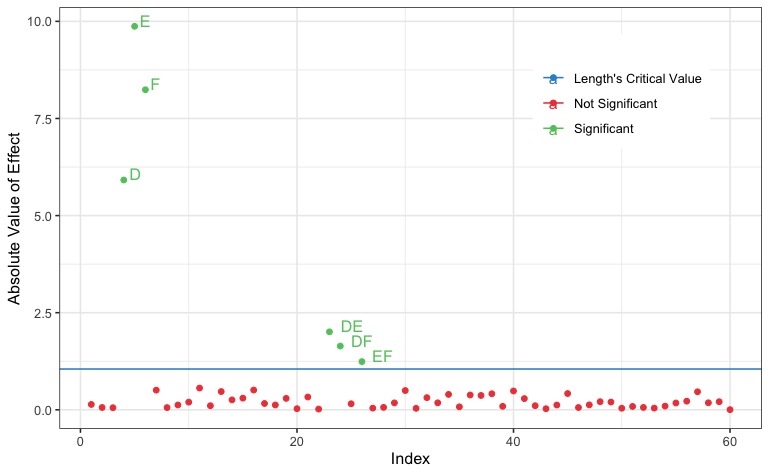 10.0
7.5
5.0
2.5
0.0
Absolute Value of Effect
E
F
D
DE
DF
EF
a Length's Critical Value
a Not Significant
a Significant
0
20
40
60
Index